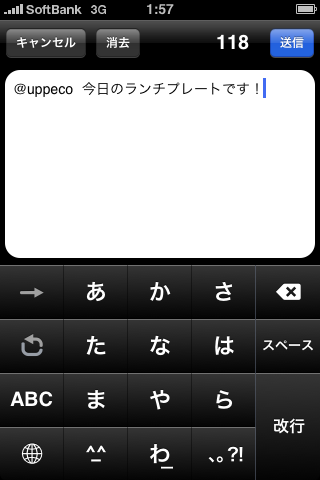 SoftBank 3G 1:57
キャンセル 消去 118 送信
@uppeco 今日のランチプレートです！
→ あ か さ
た な は スペース
ABC ま や ら 改行
^_^ わ_ 、。?!